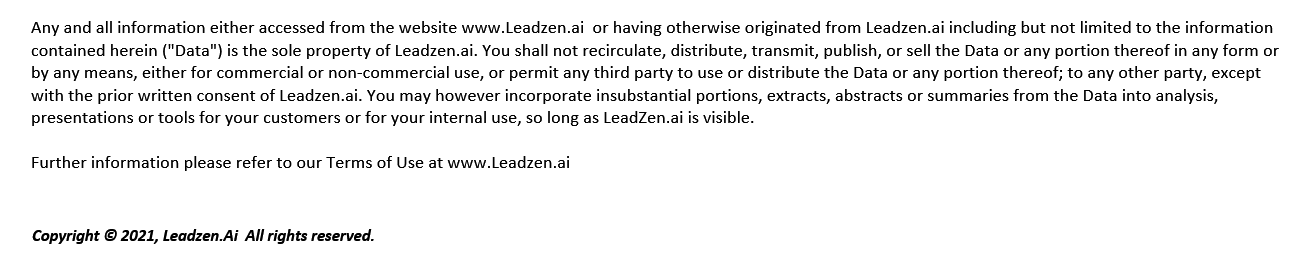 Any and all information either accessed from the website www.Leadzen.ai  or having otherwise originated from Leadzen.ai including but not limited to the information
contained herein ("Data") is the sole property of Leadzen.ai. You shall not recirculate, distribute, transmit, publish, or sell the Data or any portion thereof in any form or
by any means, either for commercial or non-commercial use, or permit any third party to use or distribute the Data or any portion thereof; to any other party, except
with the prior written consent of Leadzen.ai. You may however incorporate insubstantial portions, extracts, abstracts or summaries from the Data into analysis,
presentations or tools for your customers or for your internal use, so long as LeadZen.ai is visible.
Further information please refer to our Terms of Use at www.Leadzen.ai
Copyright © 2021, Leadzen.Ai  All rights reserved.